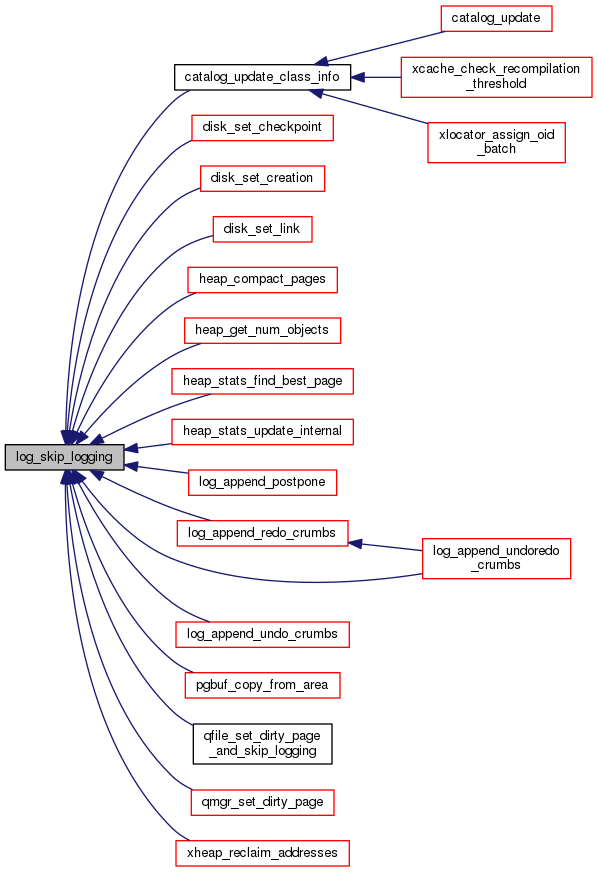 catalog_update
catalog_update_class_info
xcache_check_recompilation
_threshold
xlocator_assign_oid
_batch
disk_set_checkpoint
disk_set_creation
disk_set_link
heap_compact_pages
heap_get_num_objects
heap_stats_find_best_page
heap_stats_update_internal
log_skip_logging
log_append_postpone
log_append_redo_crumbs
log_append_undoredo
_crumbs
log_append_undo_crumbs
pgbuf_copy_from_area
qfile_set_dirty_page
_and_skip_logging
qmgr_set_dirty_page
xheap_reclaim_addresses